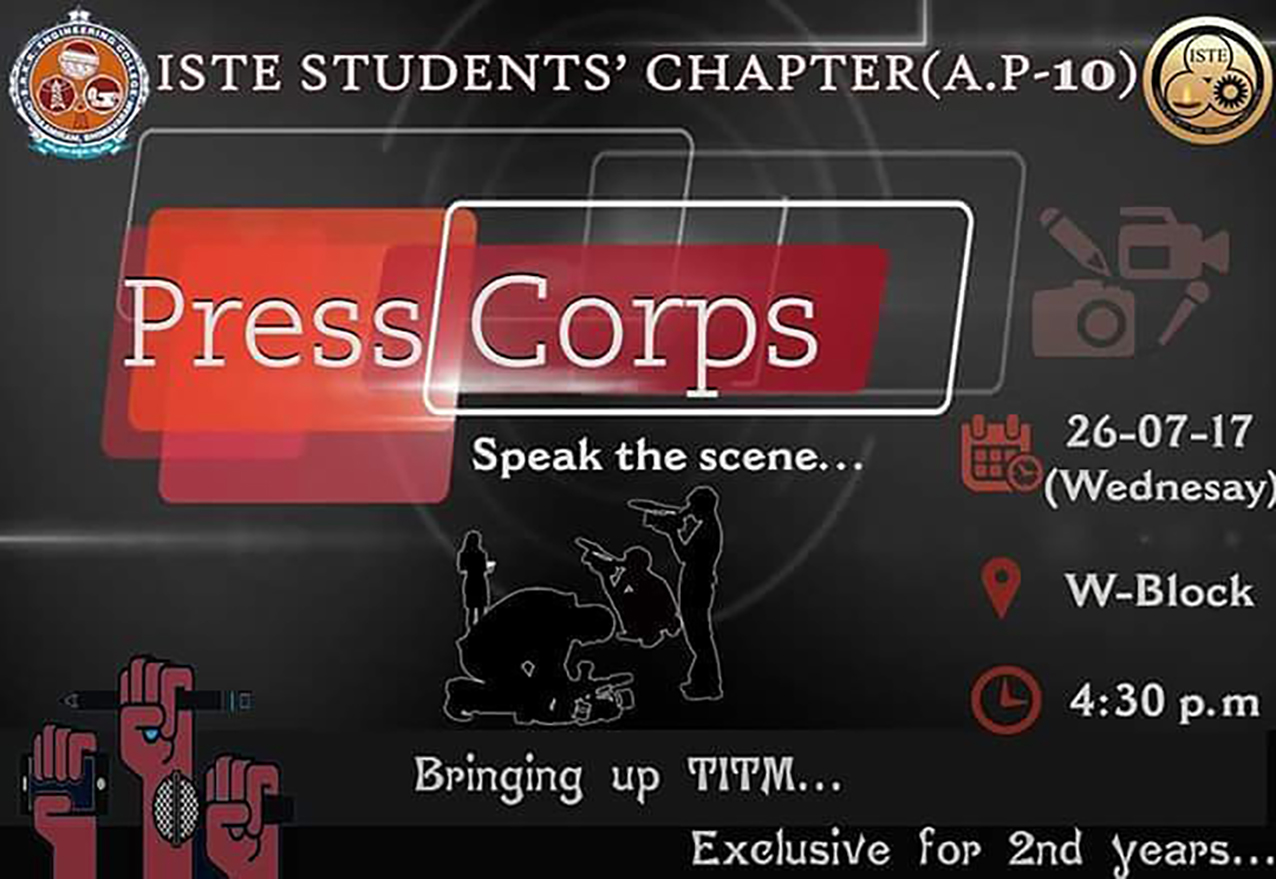 ISTE STUDENTS' CHAPTER(A.P-10)
ISTE
Press Corps
Speak the scene...
26-07-17
(Wednesay)
W-Block
4:30 p.m
Bringing up TITM...
Exclusive for 2nd years...